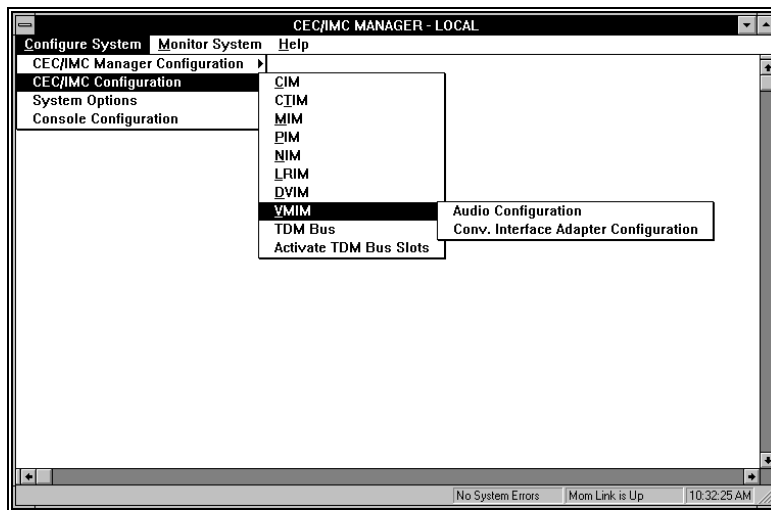 CEC/IMC MANAGER - LOCAL
Configure System Monitor System Help
CEC/IMC Manager Configuration
CEC/IMC Configuration
System Options
Console Configuration
CIM
CTIM
MIM
PIM
NIM
LRIM
DVIM
VMIM
TDM Bus
Activate TDM Bus Slots
Audio Configuration
Conv. Interface Adapter Configuration
No System Errors Mom Link is Up 10:32:25 AM